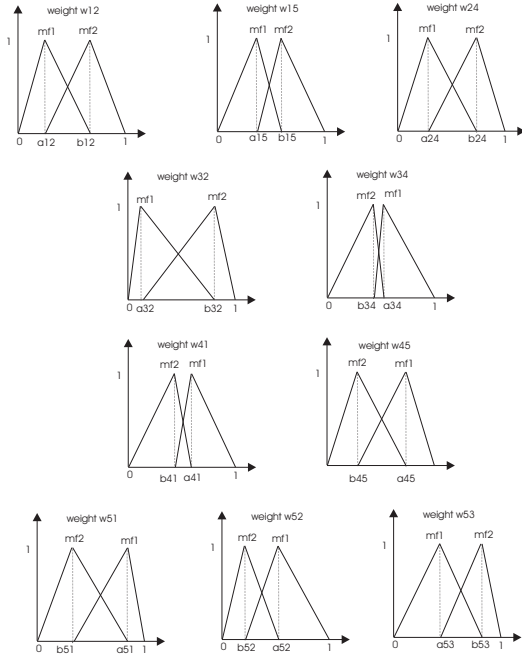 weight w12
mf1 mf2
1
0 a12 b12 1
weight w15
mf1 mf2
1
0 a15 b15 1
weight w24
mf1 mf2
1
0 a24 b24 1
weight w32
mf1 mf2
1
0 a32 b32 1
weight w34
mf2 mf1
1
0 b34 a34 1
weight w41
mf2 mf1
1
0 b41 a41 1
weight w45
mf2 mf1
1
0 b45 a45
weight w51
mf2 mf1
1
0 b51 a51 1
weight w52
mf2 mf1
1
0 b52 a52 1
weight w53
mf1 mf2
1
0 a53 b53 1